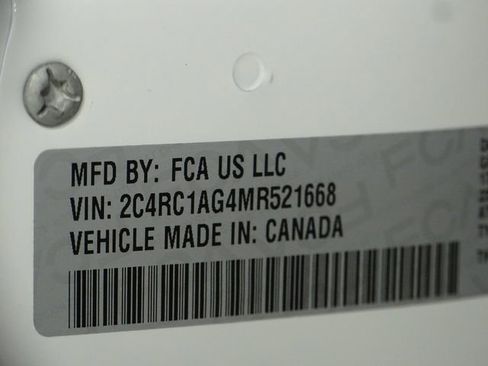 MFD BY: FCA US LLC
VIN: 2C4RC1AG4MR521668
VEHICLE MADE IN: CANADA